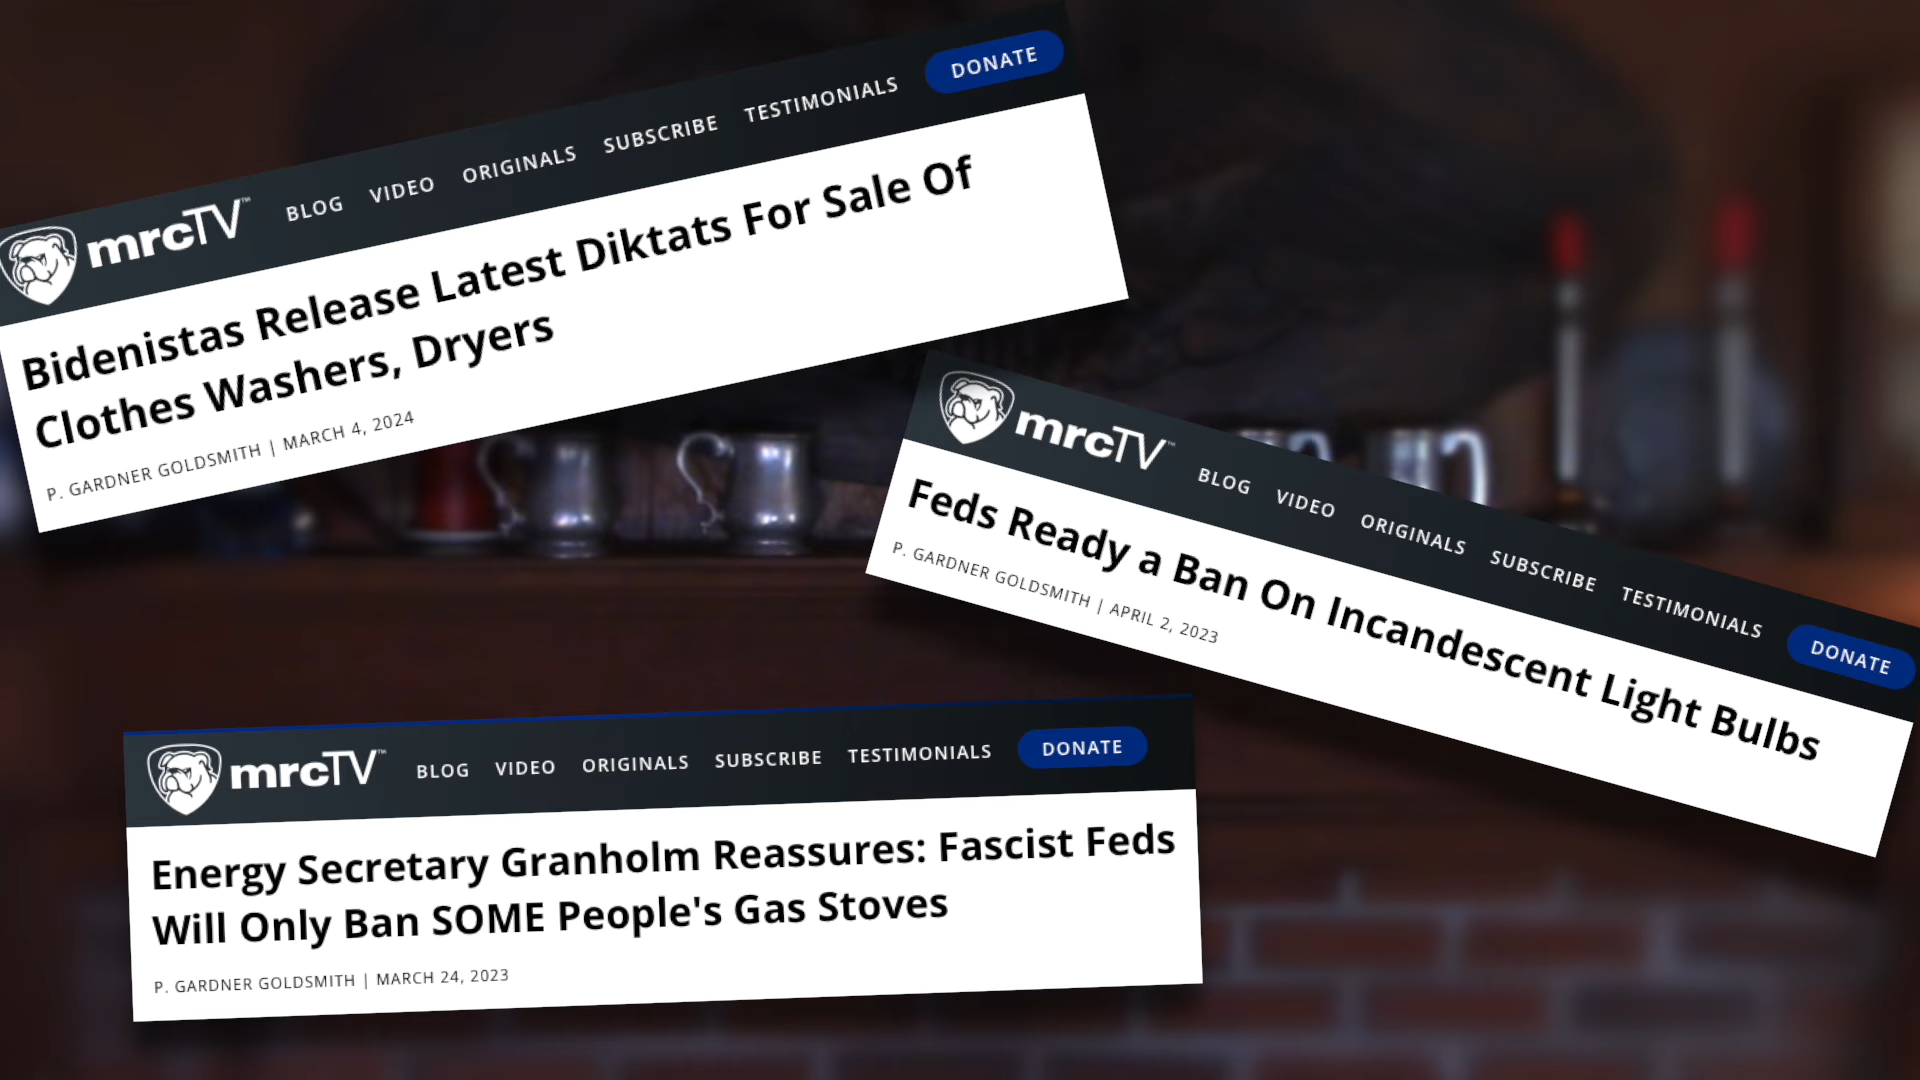 mrcTV™ BLOG VIDEO ORIGINALS SUBSCRIBE TESTIMONIALS DONATE
Bidenistas Release Latest Diktats For Sale Of
Clothes Washers, Dryers
P. GARDNER GOLDSMITH | MARCH 4, 2024
mrcTV™ BLOG VIDEO ORIGINALS SUBSCRIBE TESTIMONIALS DONATE
Feds Ready a Ban On Incandescent Light Bulbs
P. GARDNER GOLDSMITH | APRIL 2, 2023
mrcTV™ BLOG VIDEO ORIGINALS SUBSCRIBE TESTIMONIALS DONATE
Energy Secretary Granholm Reassures: Fascist Feds
Will Only Ban SOME People's Gas Stoves
P. GARDNER GOLDSMITH | MARCH 24, 2023